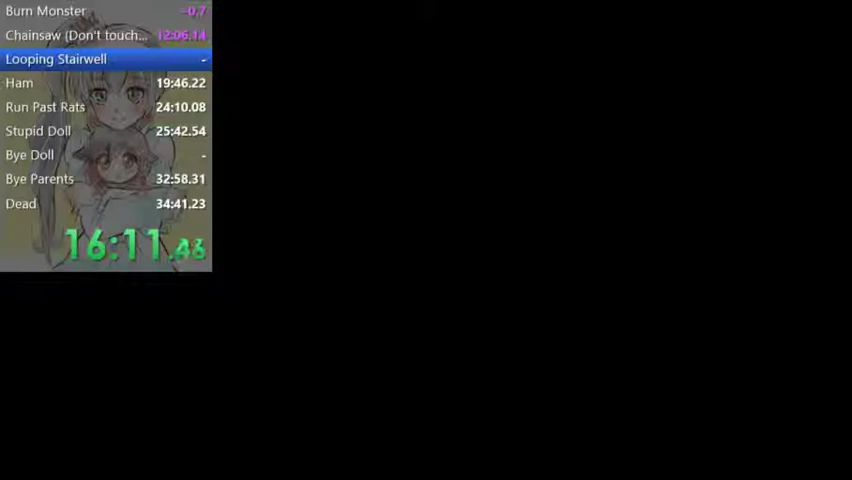 Burn Monster -0.7
Chainsaw (Don't touch... 12:06.14
Looping Stairwell -
Ham 19:46.22
Run Past Rats 24:10.08
Stupid Doll 25:42.54
Bye Doll -
Bye Parents 32:58.31
Dead 34:41.23
16:11.46